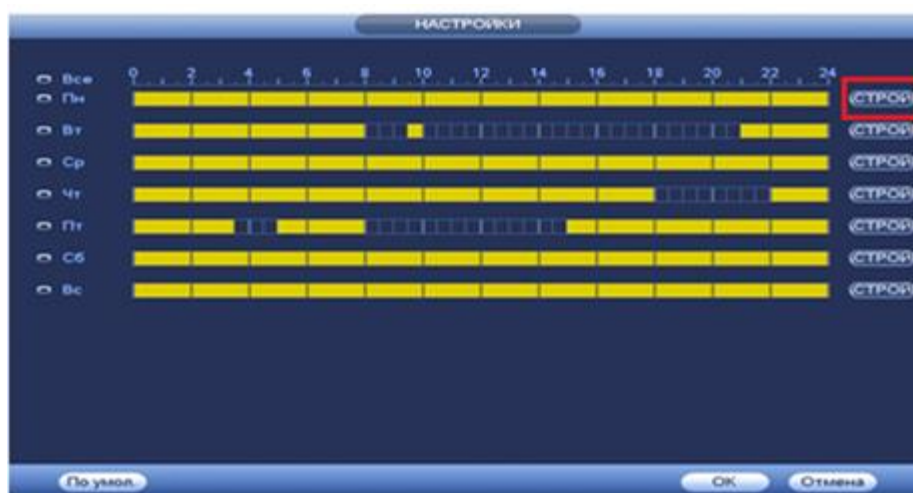 НАСТРОЙКИ
Все 0 2 4 6 8 10 12 14 16 18 20 22 24
Пн СТРОЙ
Вт СТРОЙ
Ср СТРОЙ
Чт СТРОЙ
Пт СТРОЙ
Сб СТРОЙ
Вс СТРОЙ
По умол. OK Отмена